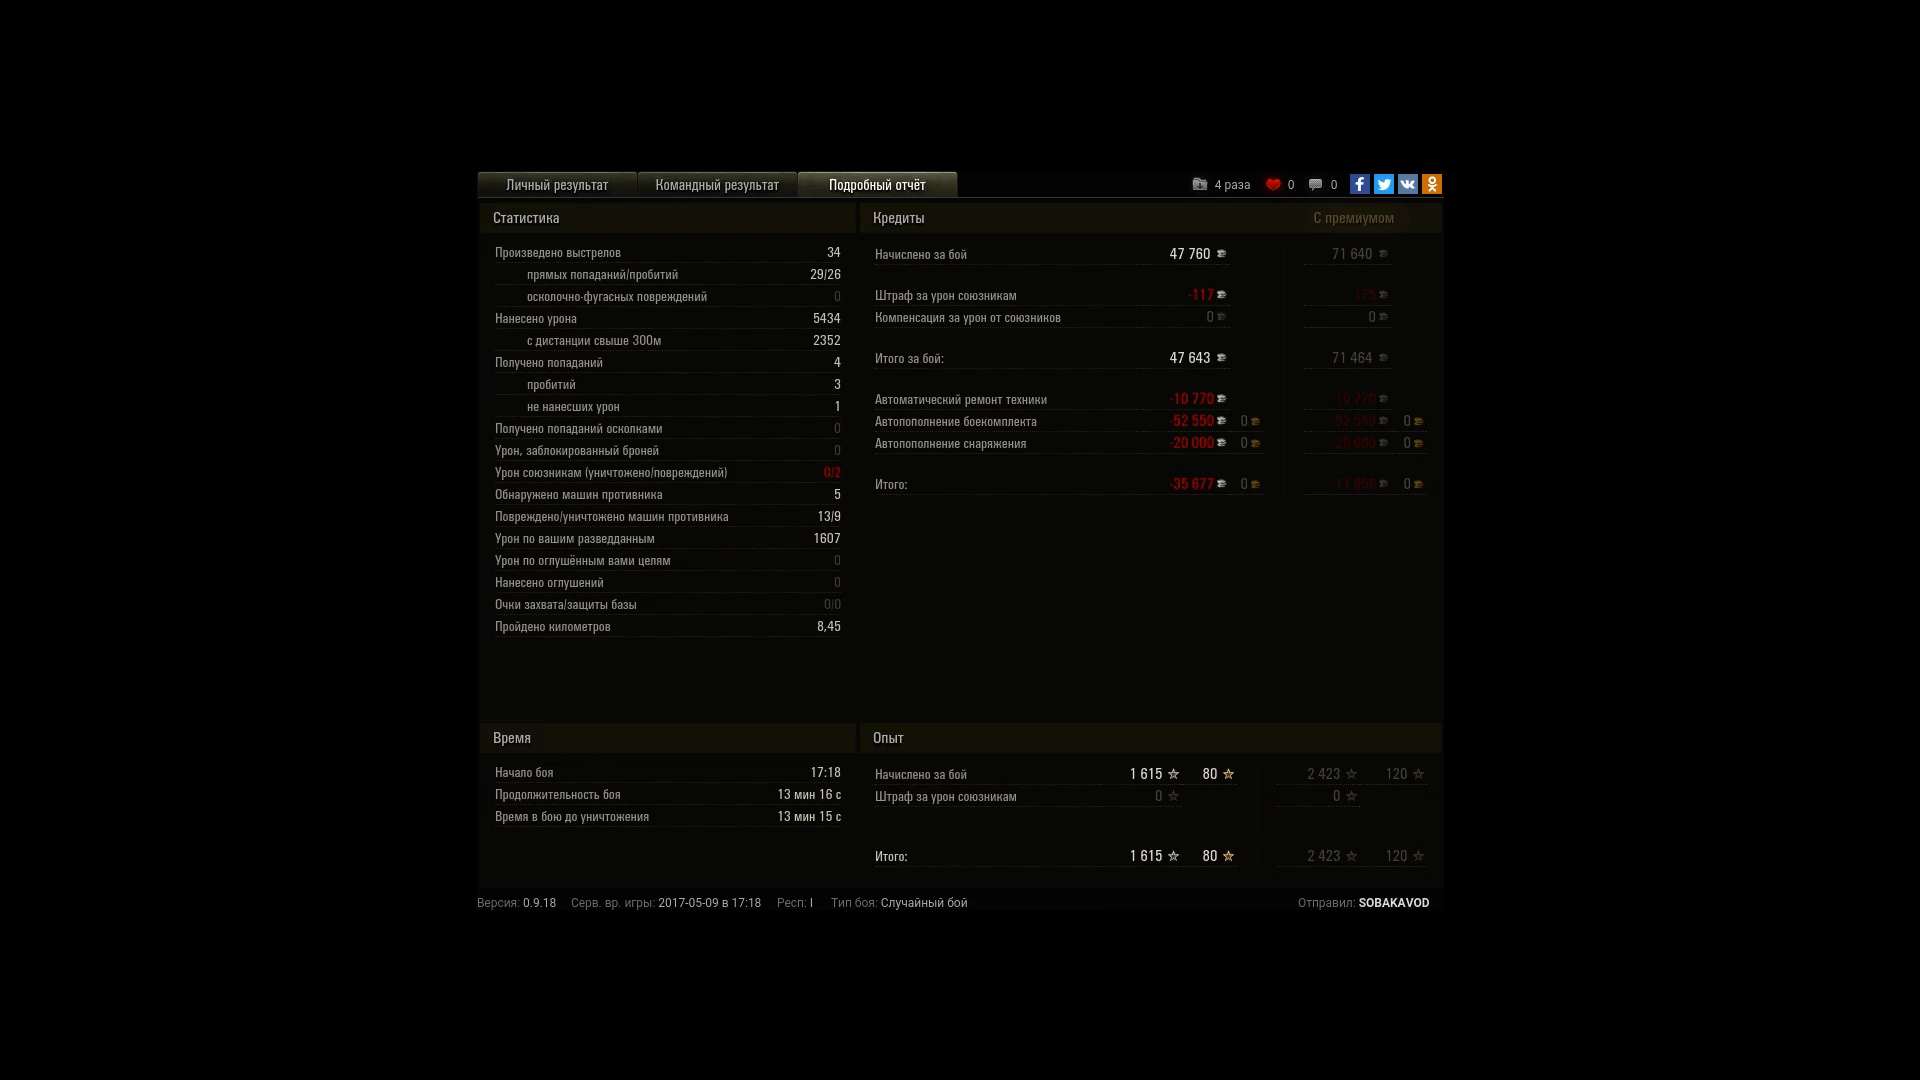 Личный результат Командный результат Подробный отчёт 4 раза 0 0
Статистика
Произведено выстрелов 34
прямых попаданий/пробитий 29/26
осколочно-фугасных повреждений 0
Нанесено урона 5434
с дистанции свыше 300м 2352
Получено попаданий 4
пробитий 3
не нанесших урон 1
Получено попаданий осколками 0
Урон, заблокированный броней 0
Урон союзникам (уничтожено/повреждений) 0/2
Обнаружено машин противника 5
Повреждено/уничтожено машин противника 13/9
Урон по вашим разведданным 1607
Урон по оглушённым вами целям 0
Нанесено оглушений 0
Очки захвата/защиты базы 0/0
Пройдено километров 8,45
Кредиты С премиумом
Начислено за бой 47 760 71 640
Штраф за урон союзникам -117 175
Компенсация за урон от союзников 0 0
Итого за бой: 47 643 71 464
Автоматический ремонт техники -10 770 10 770
Автопополнение боекомплекта -52 550 0 52 550 0
Автопополнение снаряжения -20 000 0 20 000 0
Итого: -35 677 0 11 856 0
Время
Начало боя 17:18
Продолжительность боя 13 мин 16 с
Время в бою до уничтожения 13 мин 15 с
Опыт
Начислено за бой 1 615 80 2 423 120
Штраф за урон союзникам 0 0
Итого: 1 615 80 2 423 120
Версия: 0.9.18 Серв. вр. игры: 2017-05-09 в 17:18 Респ: I Тип боя: Случайный бой Отправил: SOBAKAVOD